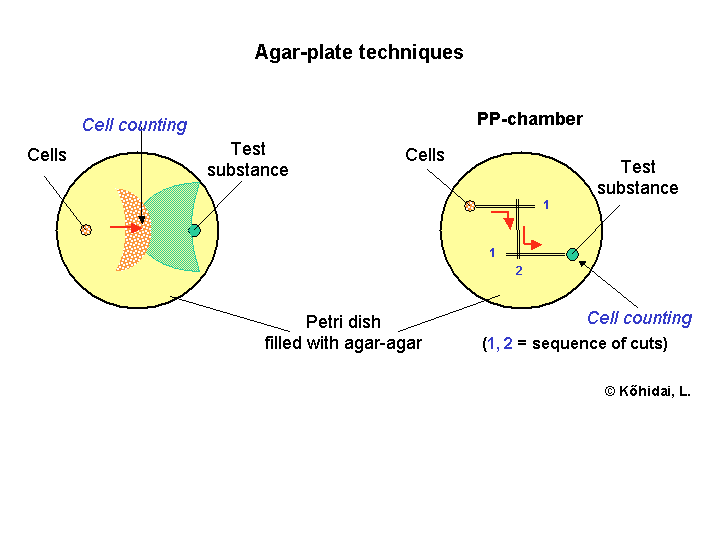 Agar-plate techniques
Cell counting
Cells
Test
substance
PP-chamber
Cells
Test
substance
1
1
2
Cell counting
Petri dish
filled with agar-agar
(1, 2 = sequence of cuts)
© Kőhidai, L.